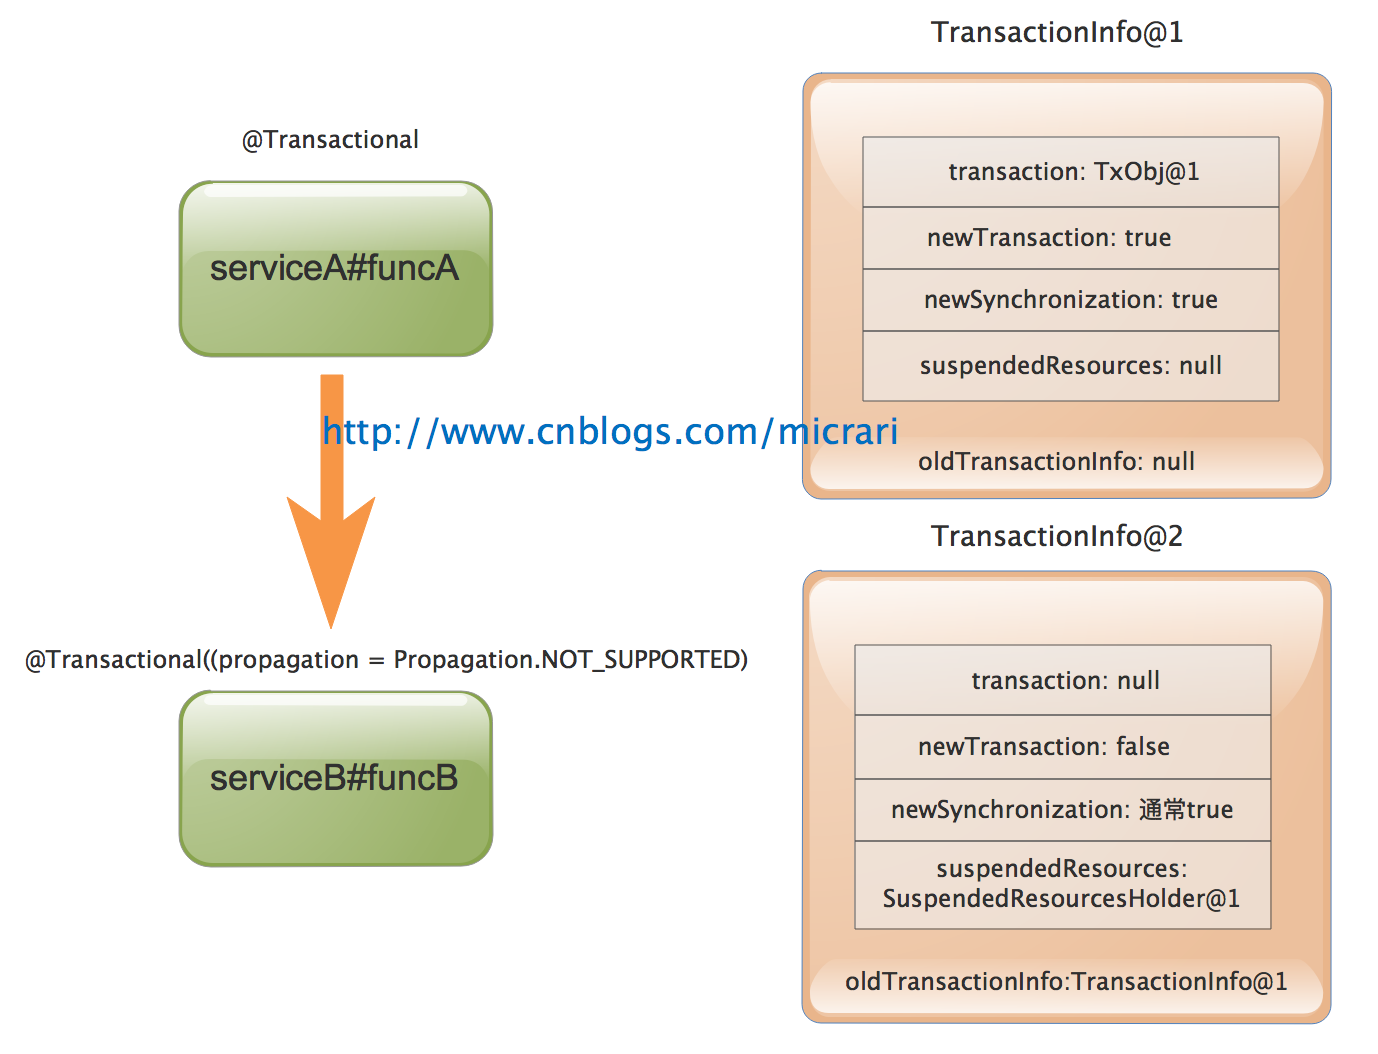 @Transactional
serviceA#funcA
http://www.cnblogs.com/micrari
@Transactional((propagation = Propagation.NOT_SUPPORTED)
serviceB#funcB
TransactionInfo@1
transaction: TxObj@1
newTransaction: true
newSynchronization: true
suspendedResources: null
oldTransactionInfo: null
TransactionInfo@2
transaction: null
newTransaction: false
newSynchronization: 通常true
suspendedResources:
SuspendedResourcesHolder@1
oldTransactionInfo:TransactionInfo@1